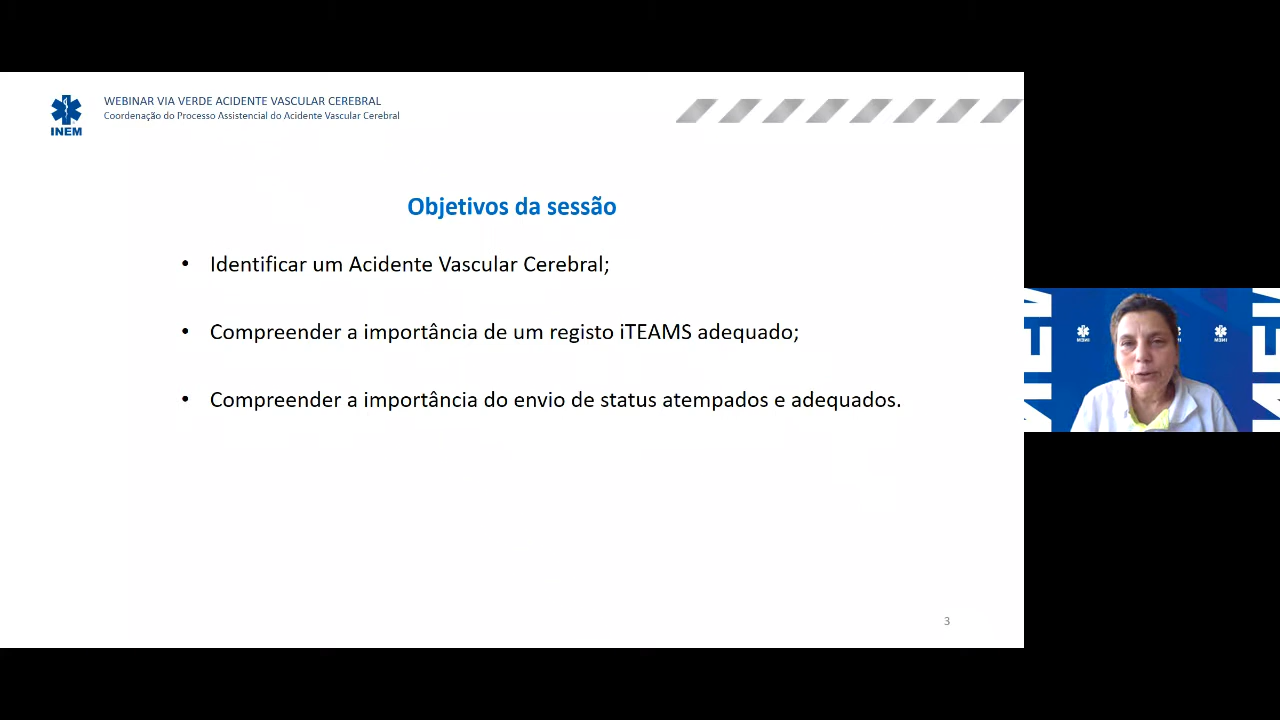 WEBINAR VIA VERDE ACIDENTE VASCULAR CEREBRAL
Coordenação do Processo Assistencial do Acidente Vascular Cerebral
INEM
Objetivos da sessão
• Identificar um Acidente Vascular Cerebral;
• Compreender a importância de um registo iTEAMS adequado;
• Compreender a importância do envio de status atempados e adequados.
3
INEM
INEM